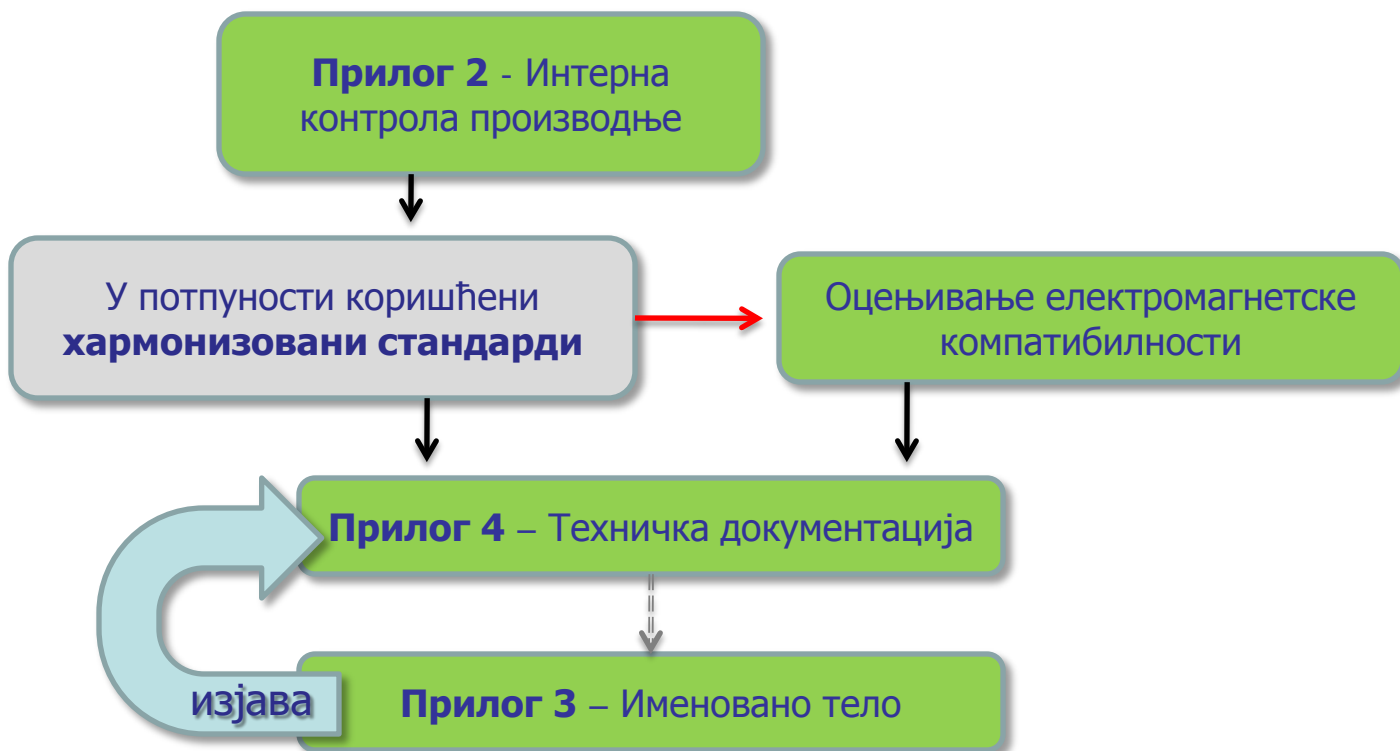 Прилог 2 - Интерна
контрола производње
У потпуности коришћени
хармонизовани стандарди
Оцењивање електромагнетске
компатибилности
Прилог 4 – Техничка документација
изјава
Прилог 3 – Именовано тело